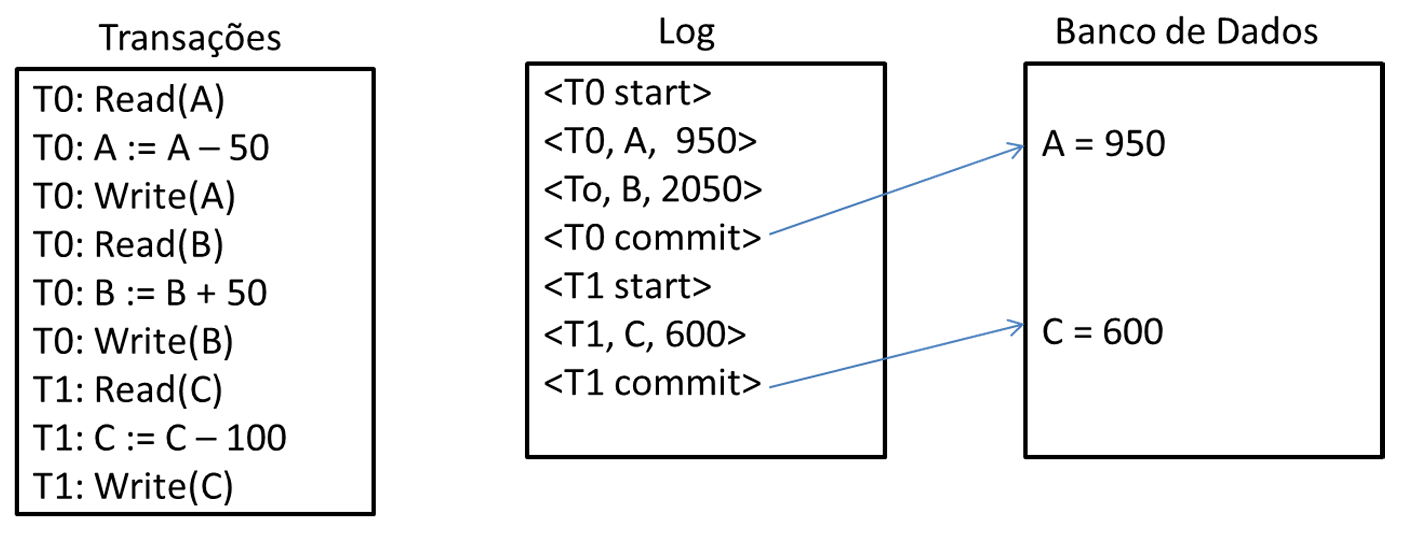 Transações
T0: Read(A)
T0: A := A – 50
T0: Write(A)
T0: Read(B)
T0: B := B + 50
T0: Write(B)
T1: Read(C)
T1: C := C – 100
T1: Write(C)
Log
<T0 start>
<T0, A,  950>
<To, B, 2050>
<T0 commit>
<T1 start>
<T1, C, 600>
<T1 commit>
Banco de Dados
A = 950
C = 600